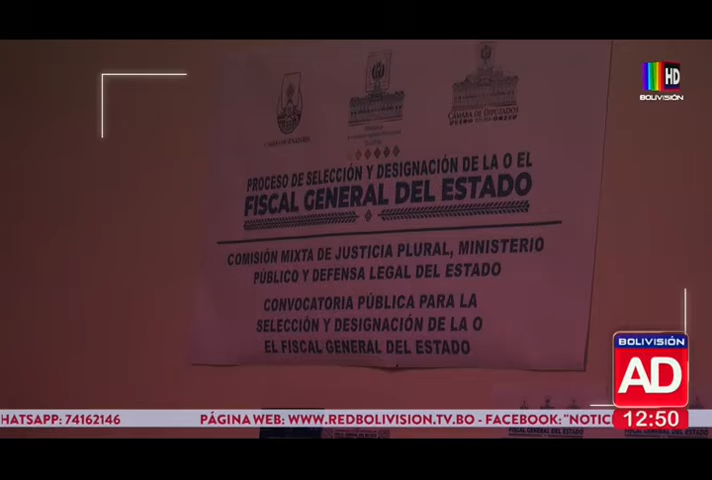 HD
BOLIVISIÓN
CÁMARA DE DIPUTADOS
PROCESO DE SELECCIÓN Y DESIGNACIÓN DE LA O EL
FISCAL GENERAL DEL ESTADO
COMISIÓN MIXTA DE JUSTICIA PLURAL, MINISTERIO
PÚBLICO Y DEFENSA LEGAL DEL ESTADO
CONVOCATORIA PÚBLICA PARA LA
SELECCIÓN Y DESIGNACIÓN DE LA O
EL FISCAL GENERAL DEL ESTADO
BOLIVISIÓN
AD
12:50
HATSAPP: 74162146 PÁGINA WEB: WWW.REDBOLIVISION.TV.BO - FACEBOOK: "NOTIC
FISCAL GENERAL DEL ESTADO